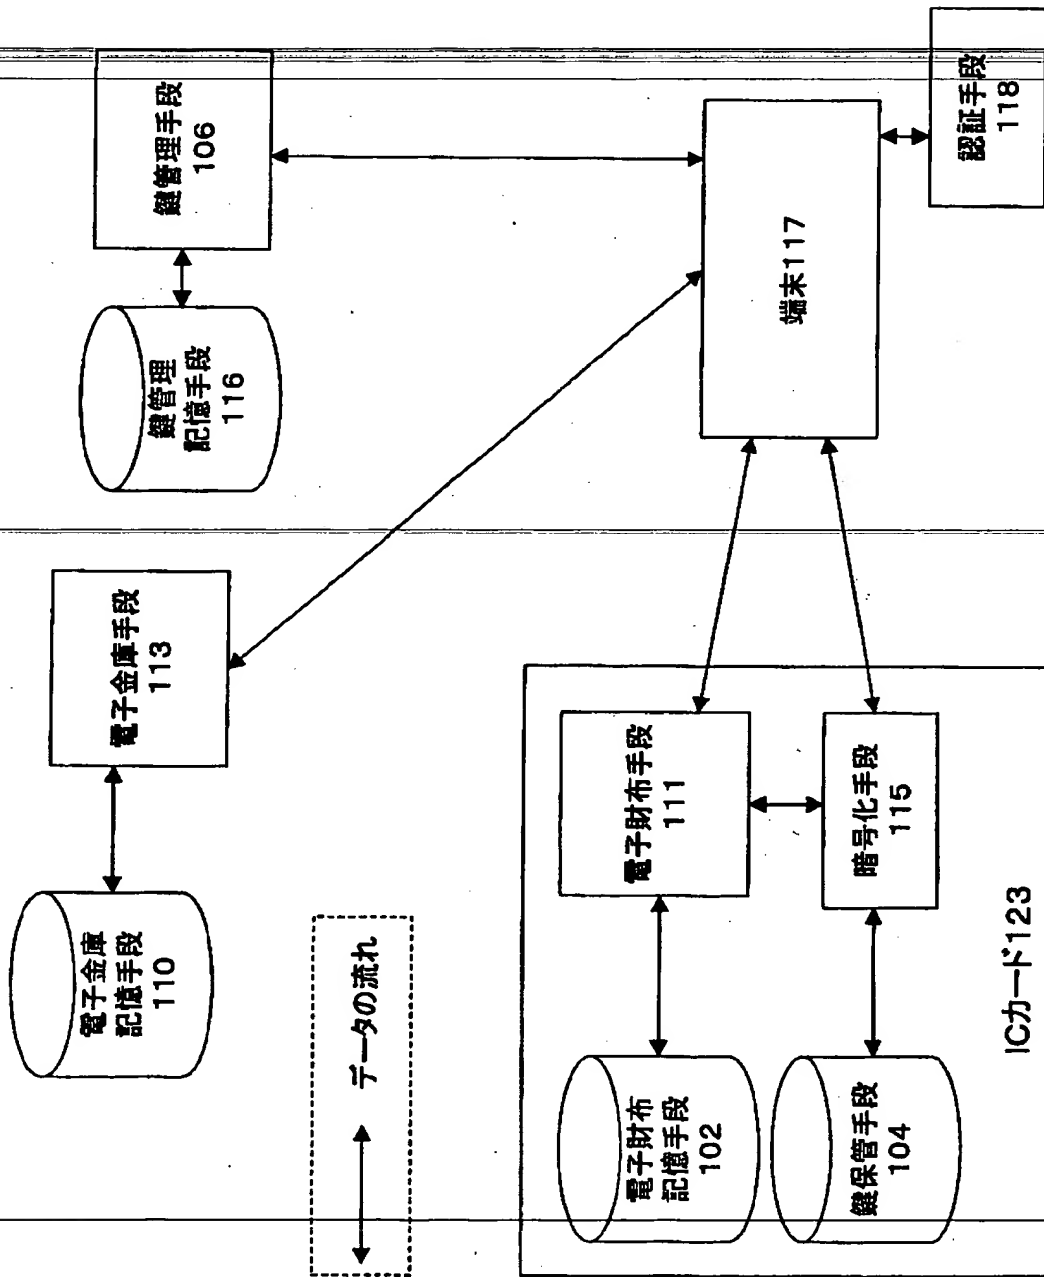 電子金庫
記憶手段
110
電子金庫手段
113
鍵管理
記憶手段
116
鍵管理手段
106
データの流れ
電子財布
記憶手段
102
電子財布手段
111
鍵保管手段
104
暗号化手段
115
ICカード123
端末117
認証手段
118